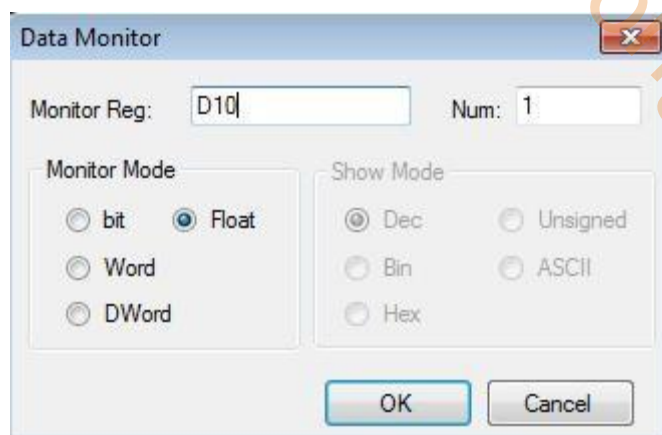 Data Monitor
Monitor Reg: D10 Num: 1
Monitor Mode Show Mode
bit Float Dec Unsigned
Word Bin ASCII
DWord Hex
OK Cancel